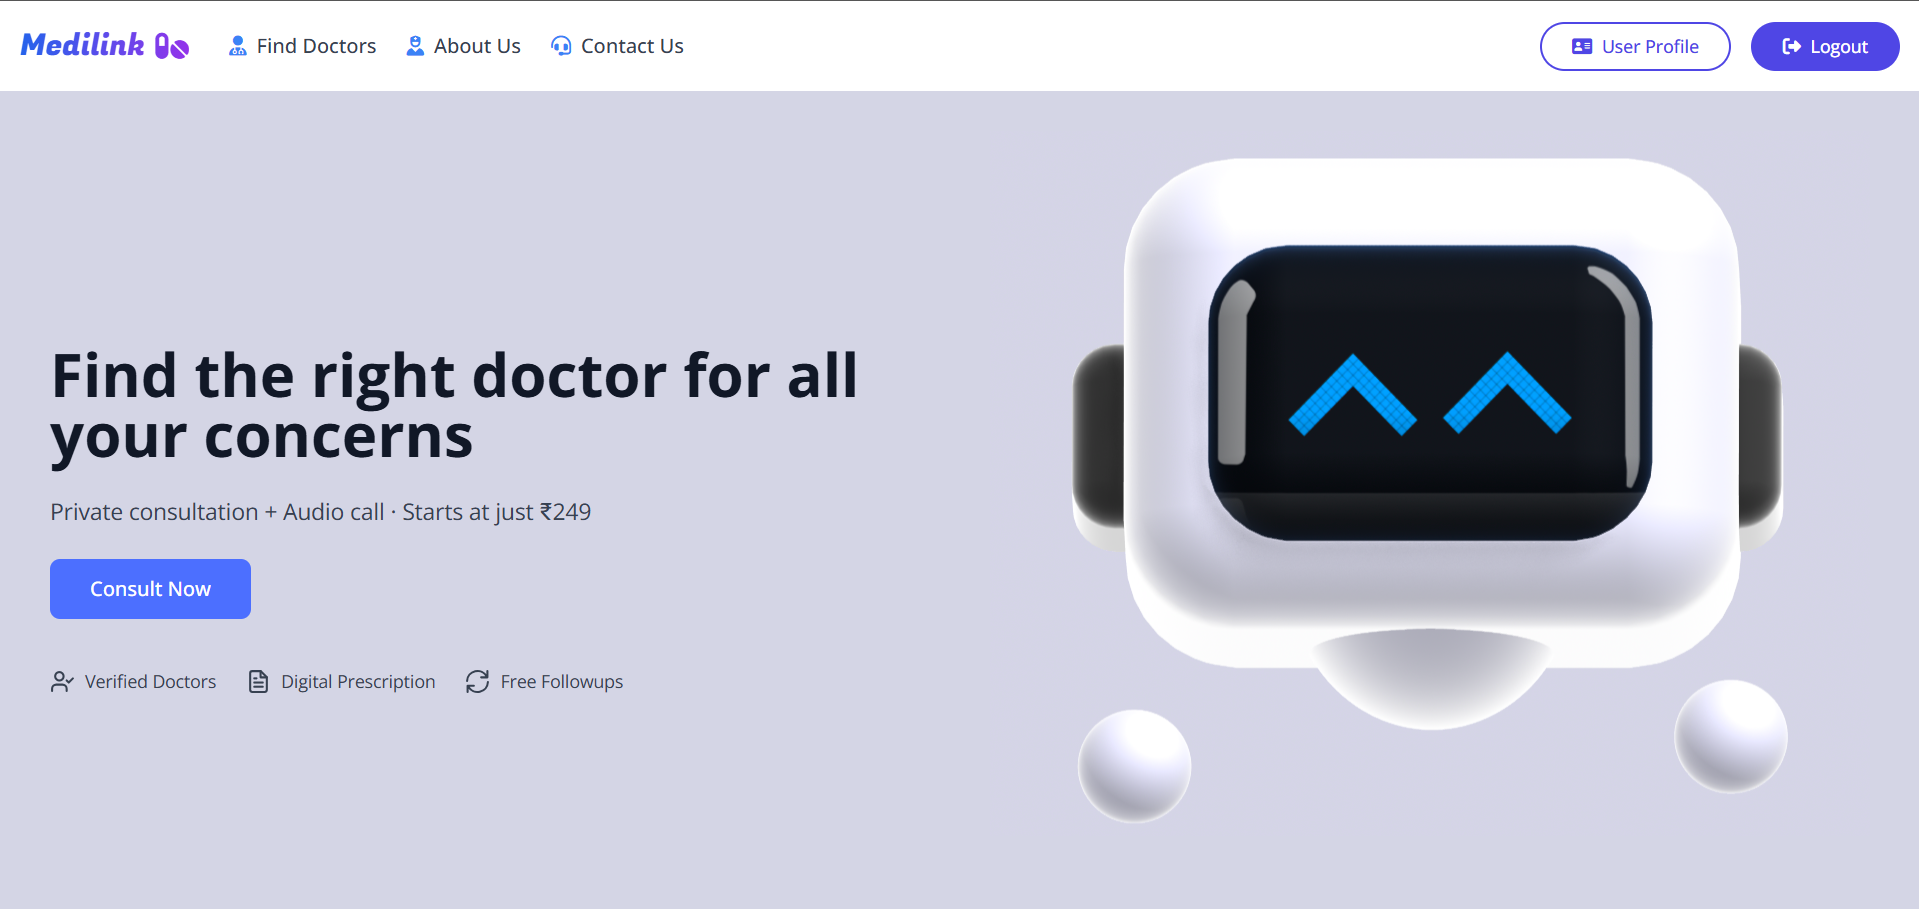 Medilink
Find Doctors
About Us
Contact Us
User Profile
Logout
Find the right doctor for all
your concerns
Private consultation + Audio call · Starts at just ₹249
Consult Now
Verified Doctors
Digital Prescription
Free Followups